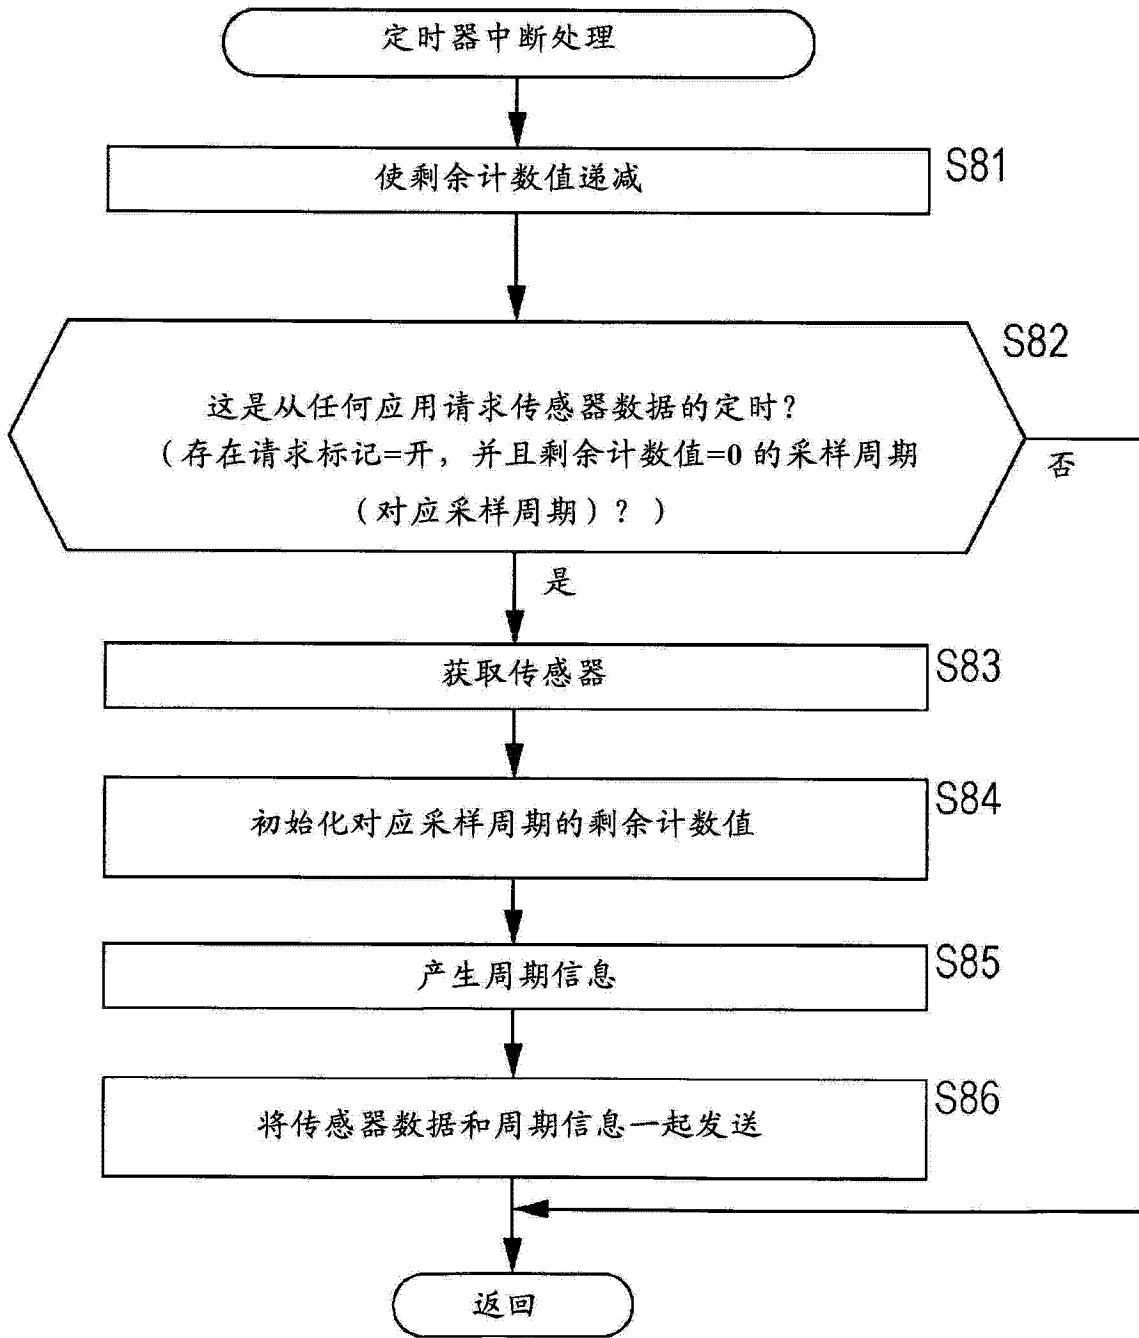 定时器中断处理
使剩余计数值递减
S81
S82
这是从任何应用请求传感器数据的定时？
（存在请求标记=开，并且剩余计数值=0 的采样周期
（对应采样周期）？）
否
是
获取传感器
S83
初始化对应采样周期的剩余计数值
S84
产生周期信息
S85
将传感器数据和周期信息一起发送
S86
返回